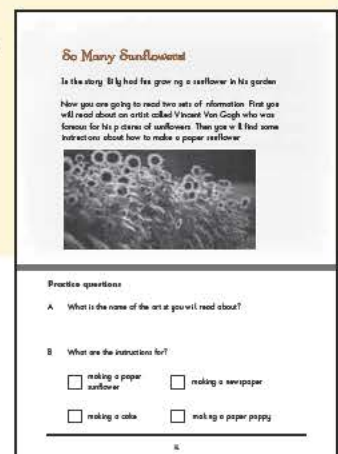 So Many Sunflowers!
In the story Billy had fun growing a sunflower in his garden
Now you are going to read two sets of information First you
will read about an artist called Vincent Van Gogh who was
famous for his pictures of sunflowers Then you will find some
instructions about how to make a paper sunflower
Practice questions
A What is the name of the artist you will read about?
B What are the instructions for?
making a paper
sunflower
making a newspaper
making a cake
making a paper poppy